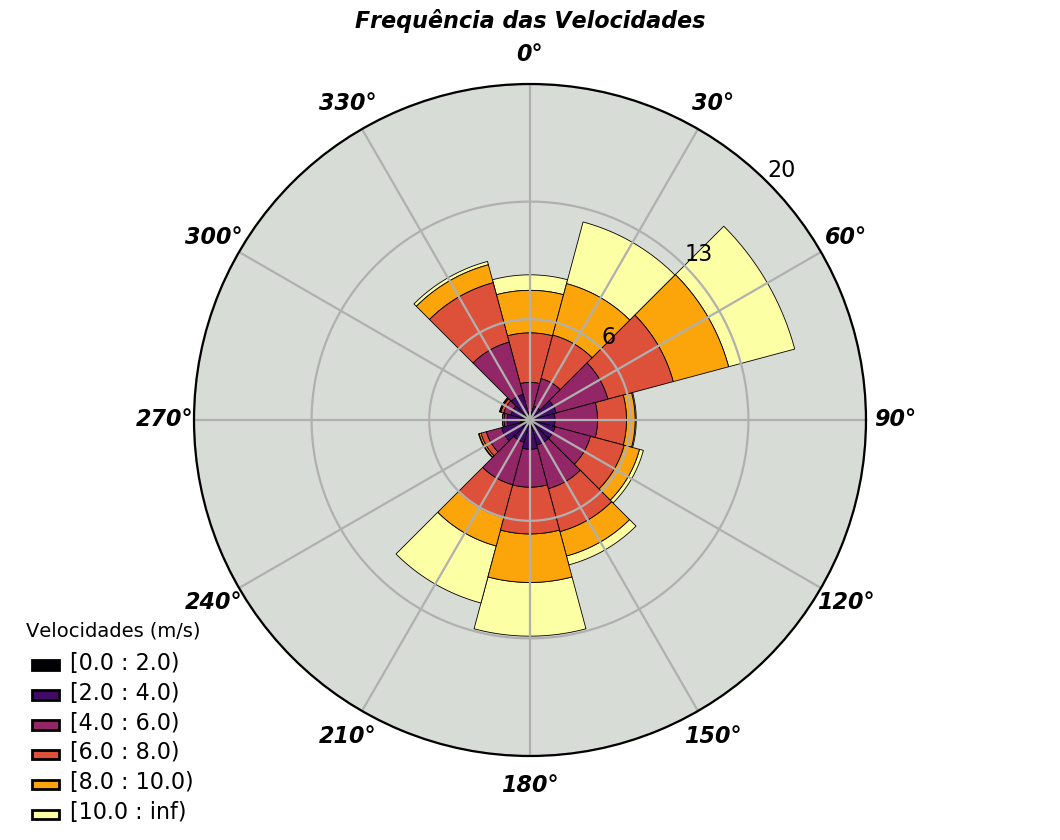 Frequência das Velocidades
0°
330°
30°
20
300°
60°
13
6
270°
90°
240°
120°
210°
150°
180°
Velocidades (m/s)
[0.0 : 2.0)
[2.0 : 4.0)
[4.0 : 6.0)
[6.0 : 8.0)
[8.0 : 10.0)
[10.0 : inf)